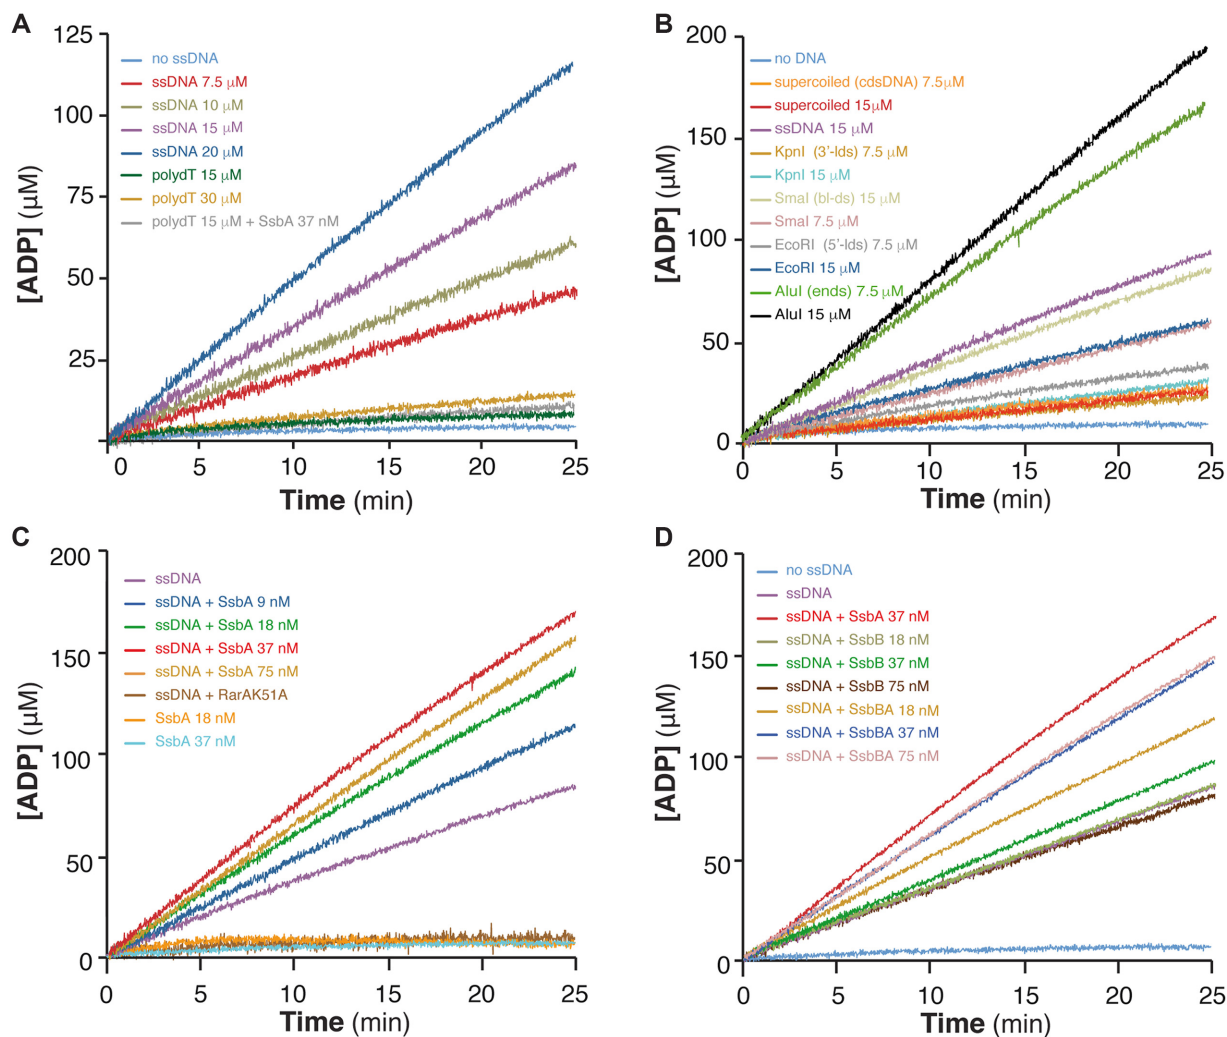 A
125
100
75
50
25
no ssDNA
ssDNA 7.5 μM
ssDNA 10 μM
ssDNA 15 μM
ssDNA 20 μM
polydT 15 μM
polydT 30 μM
polydT 15 μM + SsbA 37 nM
[ADP] (μM)
0
5
10
15
20
25
Time (min)
B
200
150
100
50
0
no DNA
supercoiled (cdsDNA) 7.5μM
supercoiled 15μM
ssDNA 15 μM
KpnI (3'-lds) 7.5 μM
KpnI 15 μM
SmaI (bl-ds) 15 μM
SmaI 7.5 μM
EcoRI (5'-lds) 7.5 μM
EcoRI 15 μM
AluI (ends) 7.5 μM
AluI 15 μM
[ADP] (μM)
0
5
10
15
20
25
Time (min)
C
200
150
100
50
0
ssDNA
ssDNA + SsbA 9 nM
ssDNA + SsbA 18 nM
ssDNA + SsbA 37 nM
ssDNA + SsbA 75 nM
ssDNA + RarAK51A
SsbA 18 nM
SsbA 37 nM
[ADP] (μM)
0
5
10
15
20
25
Time (min)
D
200
150
100
50
0
no ssDNA
ssDNA
ssDNA + SsbA 37 nM
ssDNA + SsbB 18 nM
ssDNA + SsbB 37 nM
ssDNA + SsbB 75 nM
ssDNA + SsbBA 18 nM
ssDNA + SsbBA 37 nM
ssDNA + SsbBA 75 nM
[ADP] (μM)
0
5
10
15
20
25
Time (min)